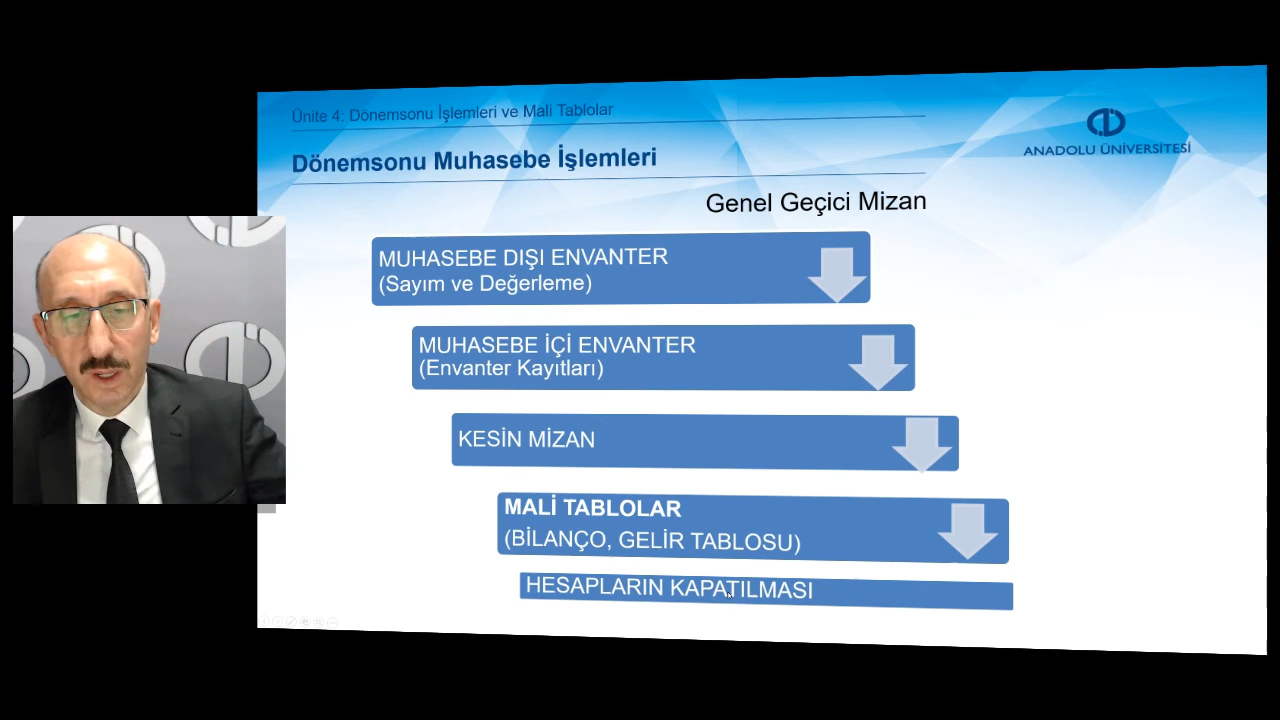 Ünite 4: Dönemsonu İşlemleri ve Mali Tablolar
Dönemsonu Muhasebe İşlemleri
ANADOLU ÜNİVERSİTESİ
Genel Geçici Mizan
MUHASEBE DIŞI ENVANTER
(Sayım ve Değerleme)
MUHASEBE İÇİ ENVANTER
(Envanter Kayıtları)
KESİN MİZAN
MALİ TABLOLAR
(BİLANÇO, GELİR TABLOSU)
HESAPLARIN KAPATILMASI